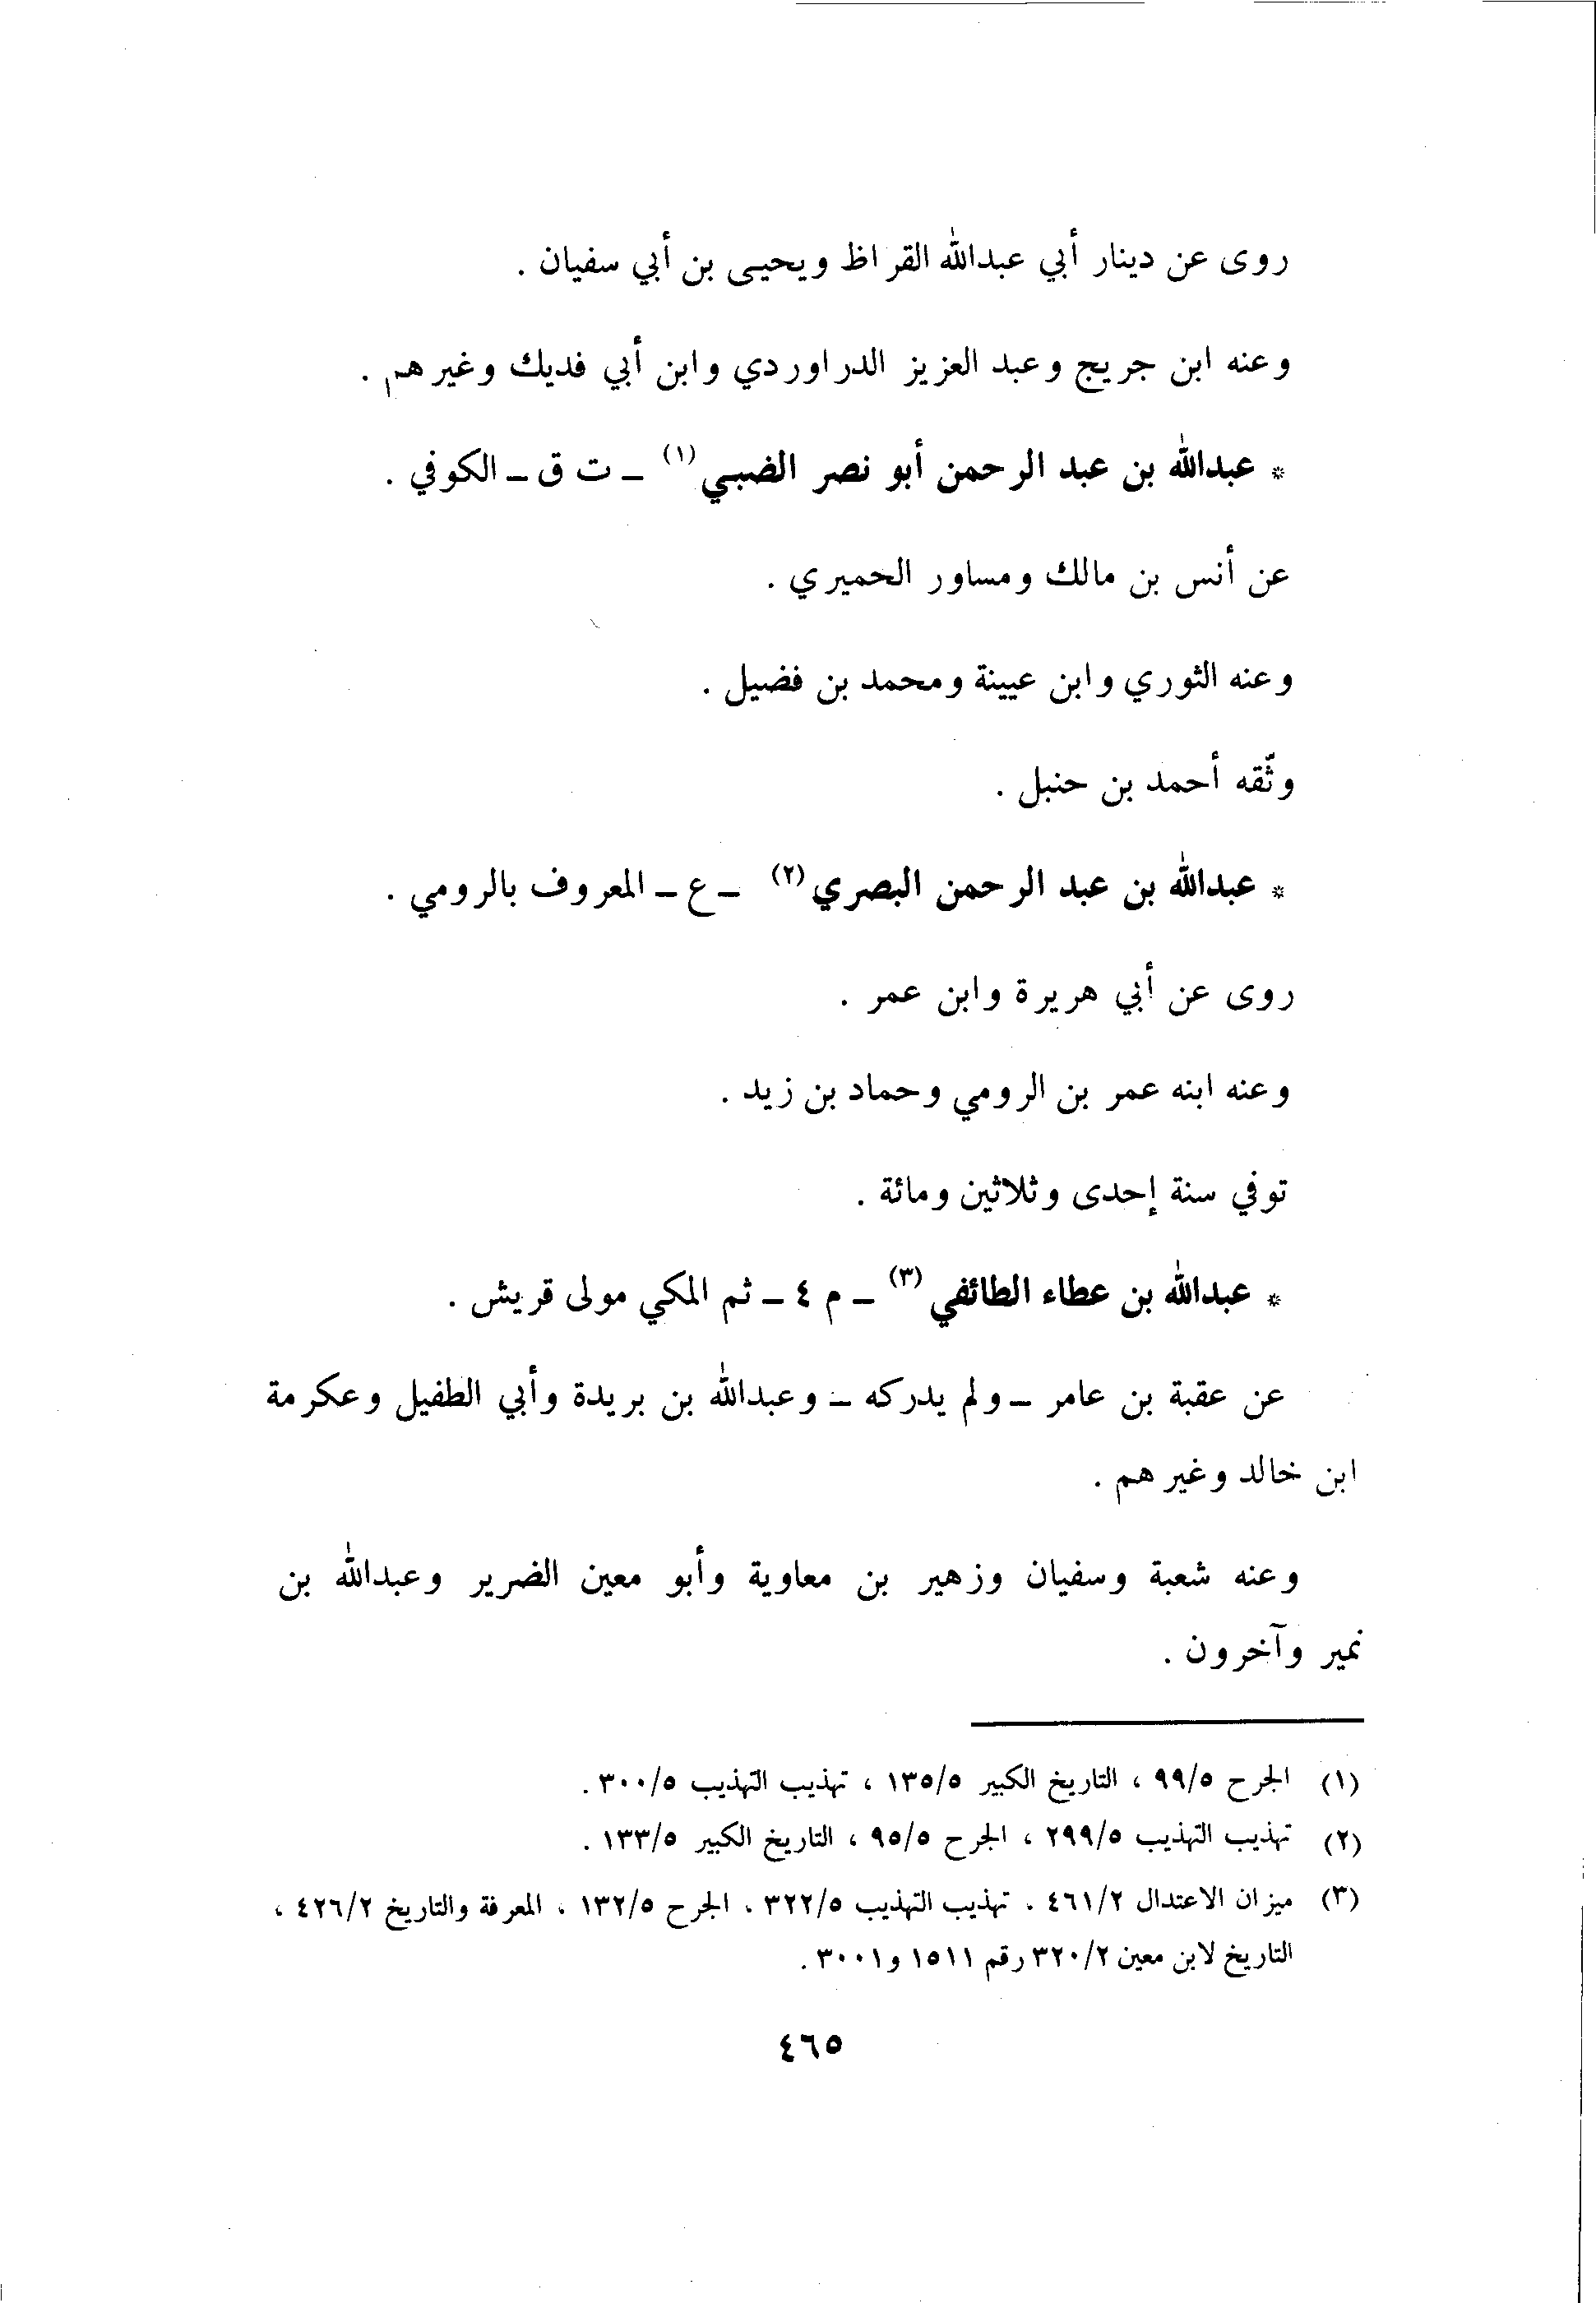 روى عن دينار أبي عبدالله القراظ ويحيى بن أبي سفيان .
وعنه ابن جريج وعبد العزيز الدراوردي وابن أبي فديك وغيرهم .
* عبدالله بن عبد الرحمن أبو نصر الضبي (١) – ت ق – الكوفي .
عن أنس بن مالك ومساور الحميري .
وعنه الثوري وابن عيينة ومحمد بن فضيل .
وثّقه أحمد بن حنبل .
* عبدالله بن عبد الرحمن البصري (٢) – ع – المعروف بالرومي .
روى عن أبي هريرة وابن عمر .
وعنه ابنه عمر بن الرومي وحماد بن زيد .
توفي سنة إحدى وثلاثين ومائة .
* عبدالله بن عطاء الطائفي (٣) – م ٤ – ثم المكي مولى قريش .
عن عقبة بن عامر – ولم يدركه – وعبدالله بن بريدة وأبي الطفيل وعكرمة
ابن خالد وغيرهم .
وعنه شعبة وسفيان وزهير بن معاوية وأبو معين الضرير وعبدالله بن
نمير وآخرون .
(١) الجرح ٩٩/٥ ، التاريخ الكبير ١٣٥/٥ ، تهذيب التهذيب ٣٠٠/٥ .
(٢) تهذيب التهذيب ٢٩٩/٥ ، الجرح ٩٥/٥ ، التاريخ الكبير ١٣٣/٥ .
(٣) ميزان الاعتدال ٤٦١/٢ . تهذيب التهذيب ٣٢٢/٥ . الجرح ١٣٢/٥ ، المعرفة والتاريخ ٤٢٦/٢ ،
التاريخ لابن معين ٣٢٠/٢ رقم ١٥١١ و٣٠٠١ .
٤٦٥